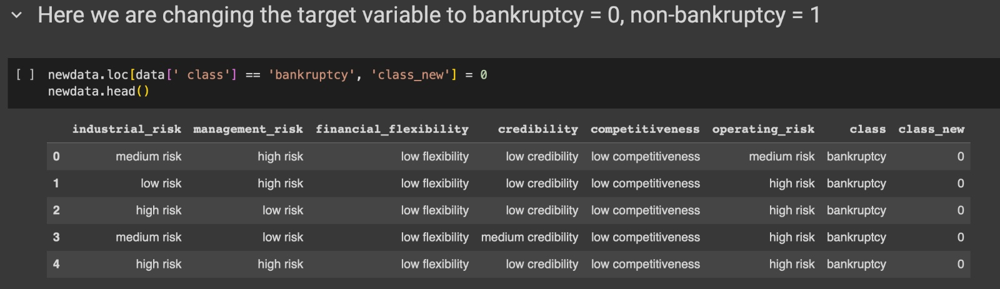 Here we are changing the target variable to bankruptcy = 0, non-bankruptcy = 1
[ ] newdata.loc[data[' class'] == 'bankruptcy', 'class_new'] = 0
newdata.head()
industrial_risk management_risk financial_flexibility credibility competitiveness operating_risk class class_new
0 medium risk high risk low flexibility low credibility low competitiveness medium risk bankruptcy 0
1 low risk high risk low flexibility low credibility low competitiveness high risk bankruptcy 0
2 high risk low risk low flexibility low credibility low competitiveness high risk bankruptcy 0
3 medium risk low risk low flexibility medium credibility low competitiveness high risk bankruptcy 0
4 high risk high risk low flexibility low credibility low competitiveness high risk bankruptcy 0